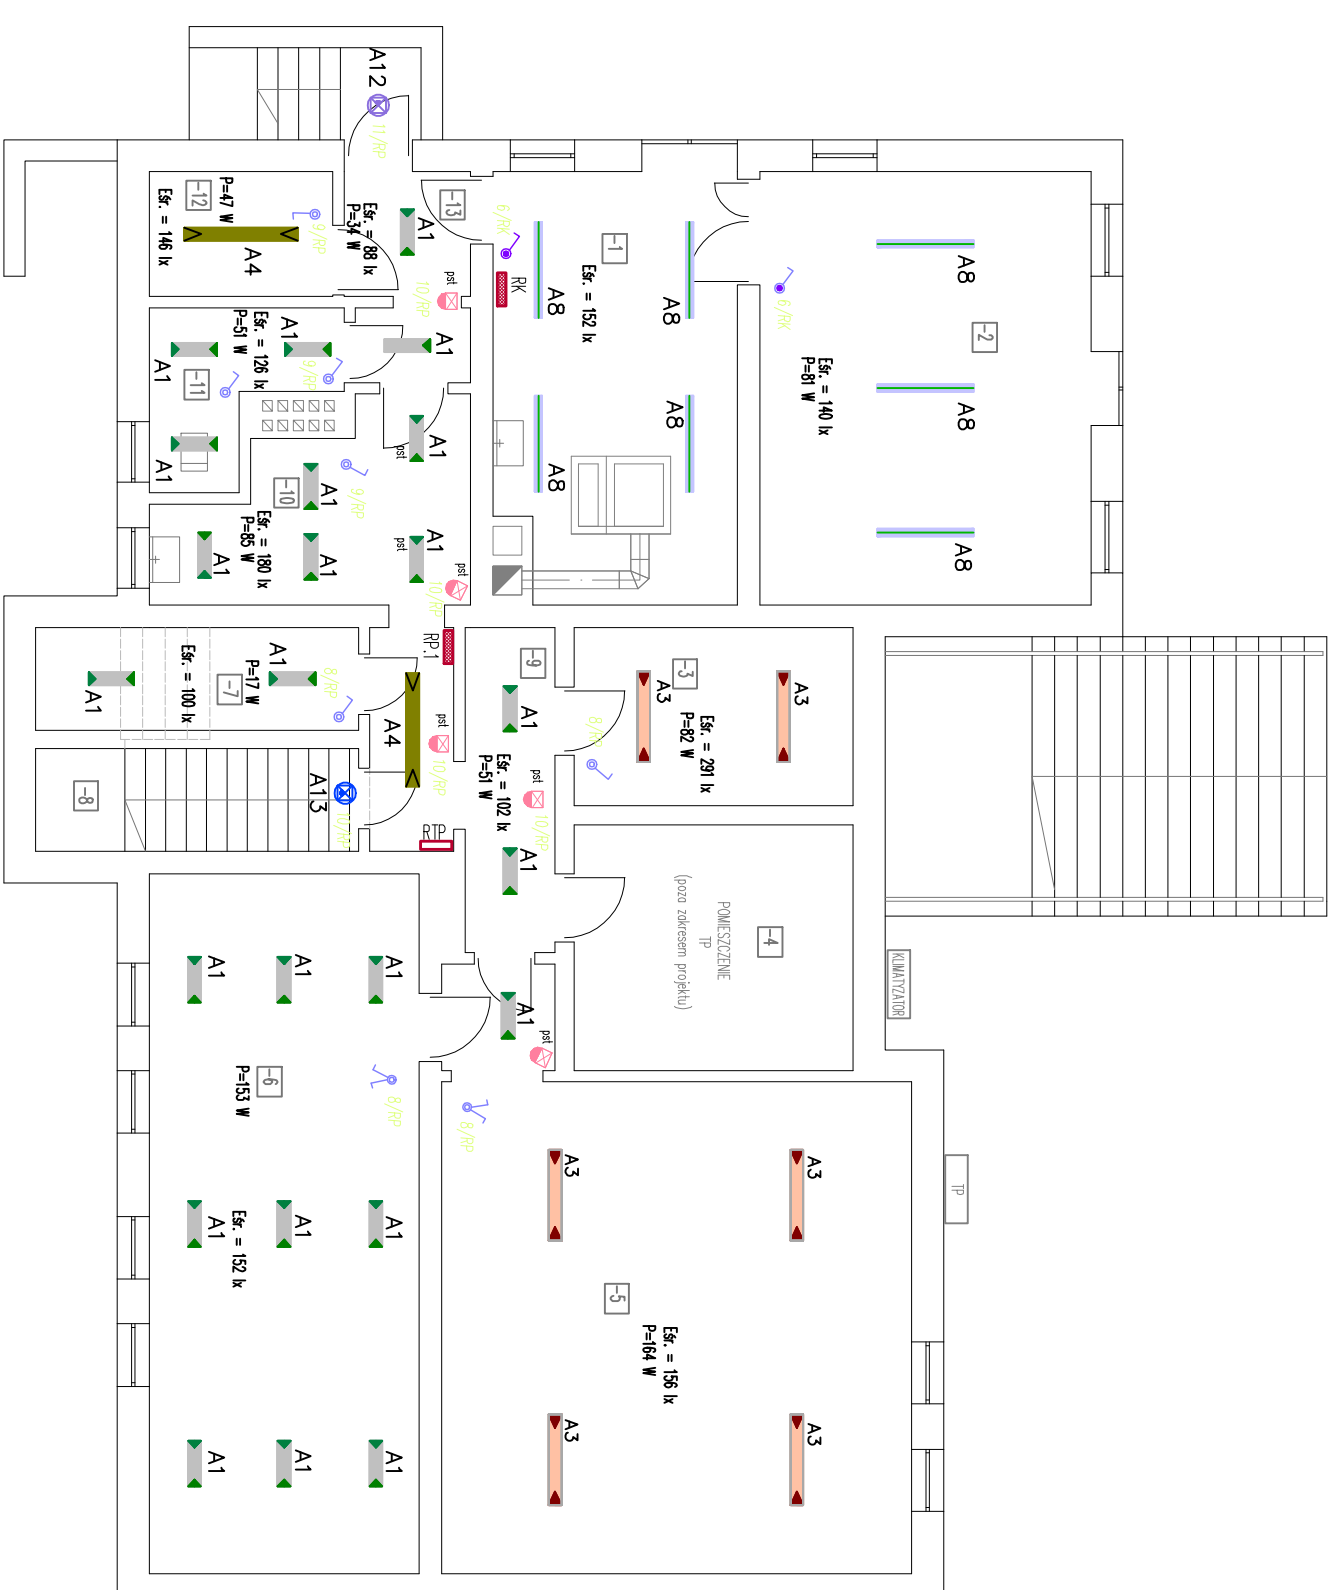 A12
11/RP
-12
P=47 W
Eśr. = 146 lx
A4
9/RP
Eśr. = 88 lx
P=34 W
A1
-13
6/RK
RK
pst
10/RP
A1
-1
Eśr. = 152 lx
A8
A8
A8
A8
6/RK
-2
Eśr. = 140 lx
P=81 W
A8
A8
A8
A1
Eśr. = 126 lx
P=51 W
9/RP
-11
A1
A1
A1
pst
-10
A1
9/RP
Eśr. = 180 lx
P=85 W
A1
A1
A1
pst
pst
10/RP
RP.1
Eśr. = 100 lx
P=17 W
-7
A1
A1
8/RP
A4
pst
10/RP
-8
A13
10/RP
RTP
-9
A1
Eśr. = 102 lx
P=51 W
pst
10/RP
A1
-3
A3
A3
Eśr. = 291 lx
P=82 W
8/RP
-4
POMIESZCZENIE
TP
(poza zakresem projektu)
KLIMATYZATOR
TP
A1
pst
8/RP
8/RP
-6
P=153 W
Eśr. = 152 lx
A1
A1
A1
A1
A1
A1
A1
A1
A1
A3
A3
-5
Eśr. = 156 lx
P=164 W
A3
A3